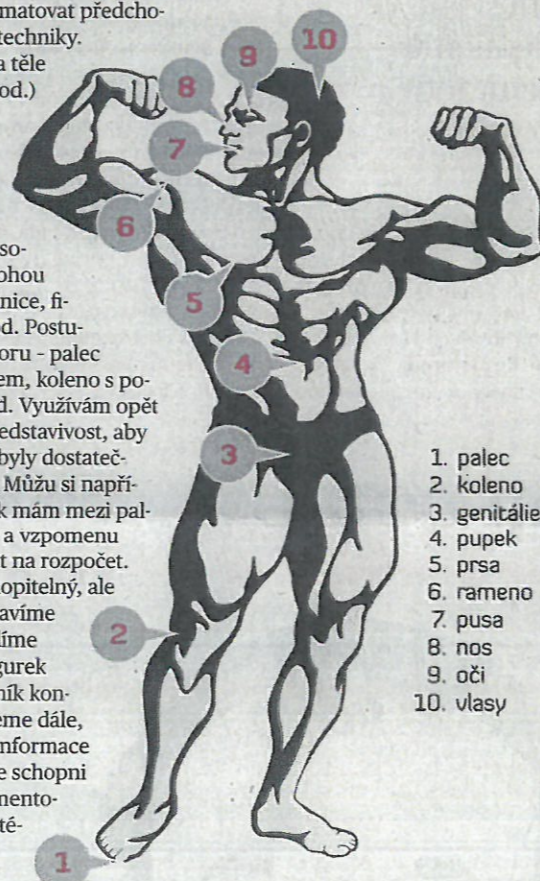 matovat předcho-
techniky.
a těle
od.)
so-
ohou
nice, fi-
od. Postu-
oru - palec
em, koleno s po-
d. Využívám opět
edstavivost, aby
byly dostateč-
Můžu si napří-
k mám mezi pal-
a vzpomenu
t na rozpočet.
opitelný, ale
avíme
líme
gurek
ník kon-
eme dále,
nformace
e schopni
mento-
té-
10
9
8
7
6
5
4
3
2
1
1. palec
2. koleno
3. genitálie
4. pupek
5. prsa
6. rameno
7. pusa
8. nos
9. oči
10. vlasy